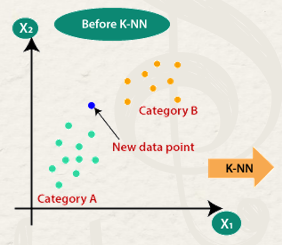 Before K-NN
X₂
Category B
New data point
K-NN
Category A
X₁